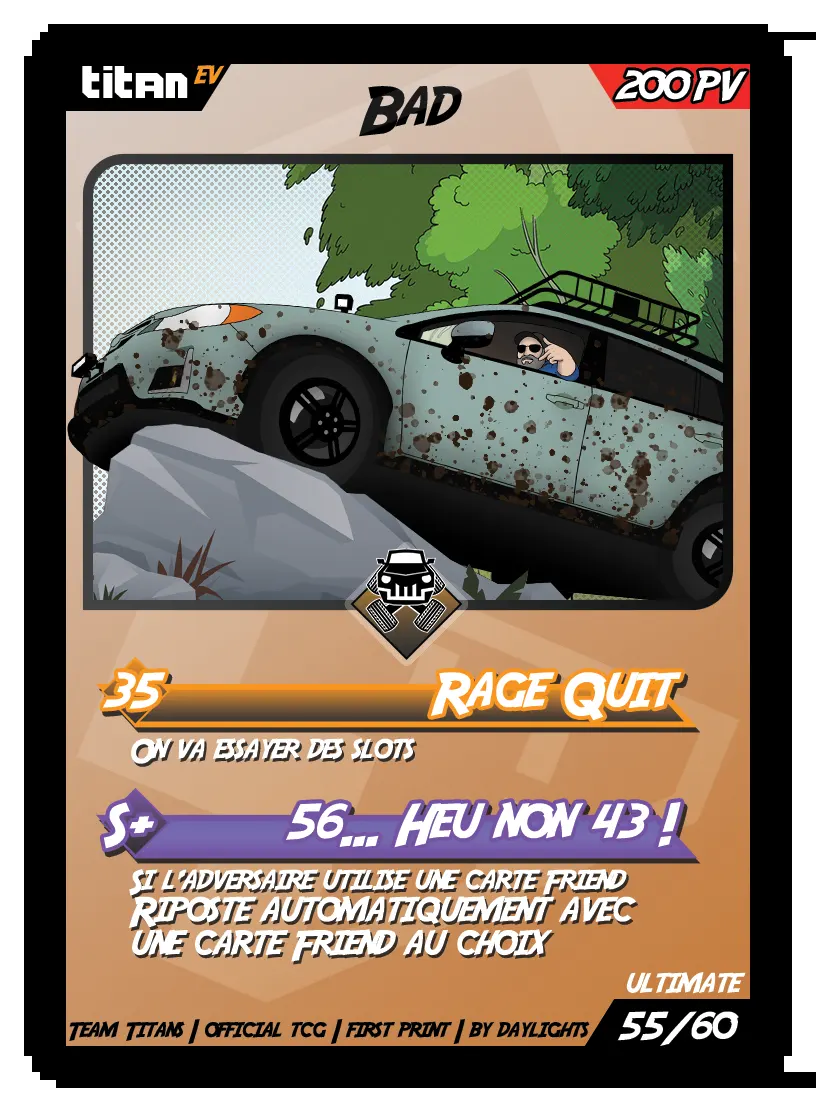 titan EV
200 PV
Bad
35
Rage Quit
On va essayer des slots
S+
56... Heu non 43 !
Si l'adversaire utilise une carte Friend
Riposte automatiquement avec
une carte Friend au choix
ultimate
Team Titans | official tcg | first print | by daylights
55/60